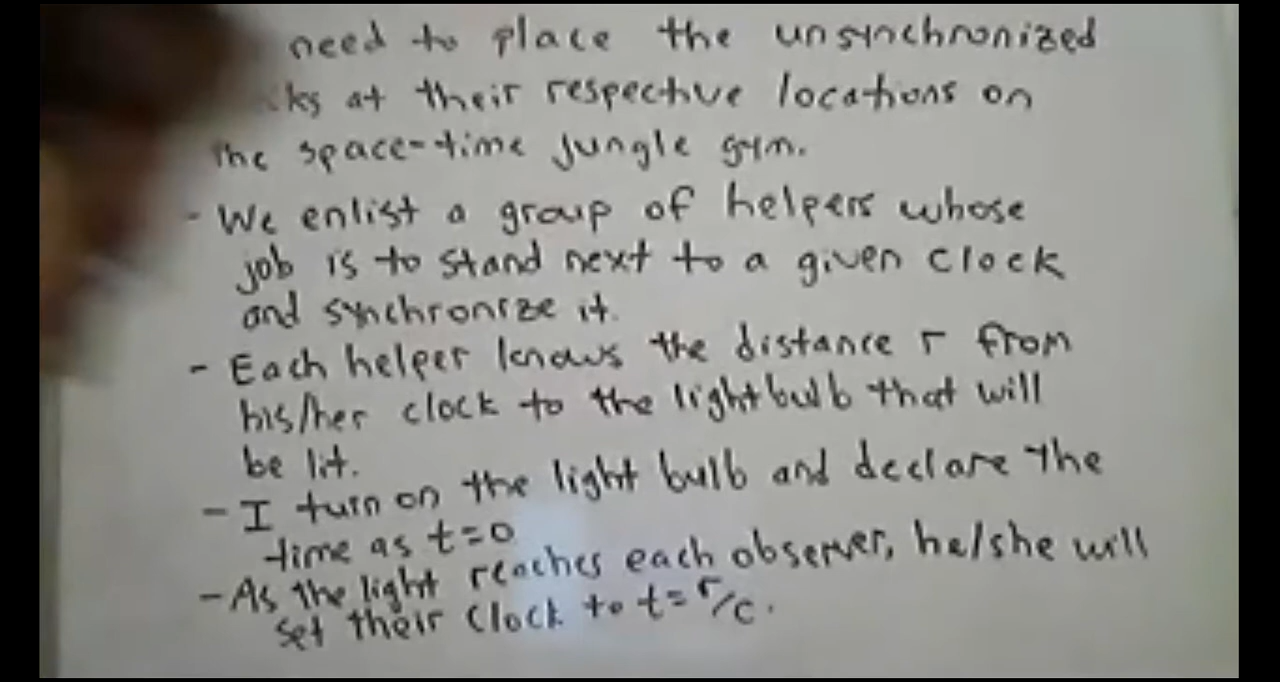 need to place the unsynchronized
at their respective locations on
the space-time jungle gym.
- We enlist a group of helpers whose
job is to stand next to a given clock
and synchronize it.
- Each helper knows the distance r from
his/her clock to the lightbulb that will
be lit.
- I turn on the light bulb and declare the
time as t=0
- As the light reaches each observer, he/she will
set their clock to t=r/c.